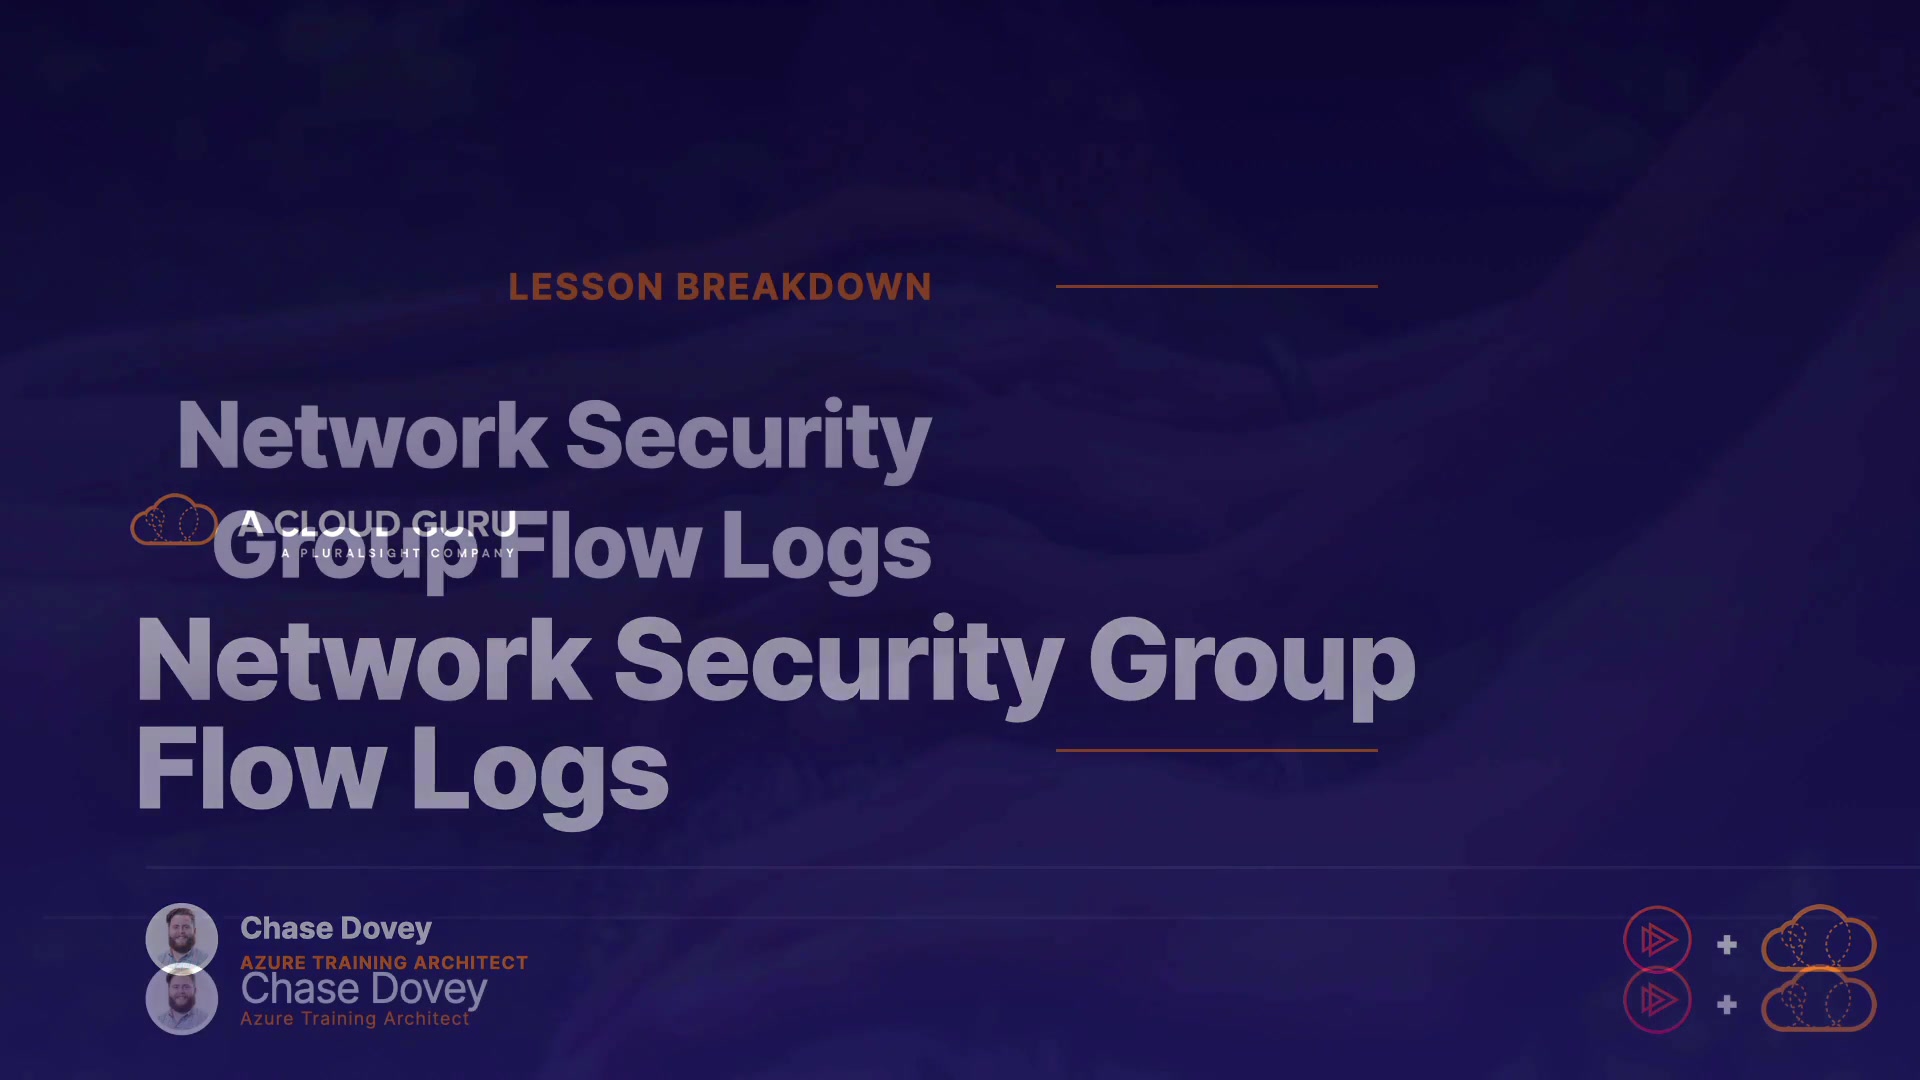 LESSON BREAKDOWN
Network Security
A CLOUD GURU
A PLURALSIGHT COMPANY
Group Flow Logs
Network Security Group
Flow Logs
Chase Dovey
AZURE TRAINING ARCHITECT
Chase Dovey
Azure Training Architect